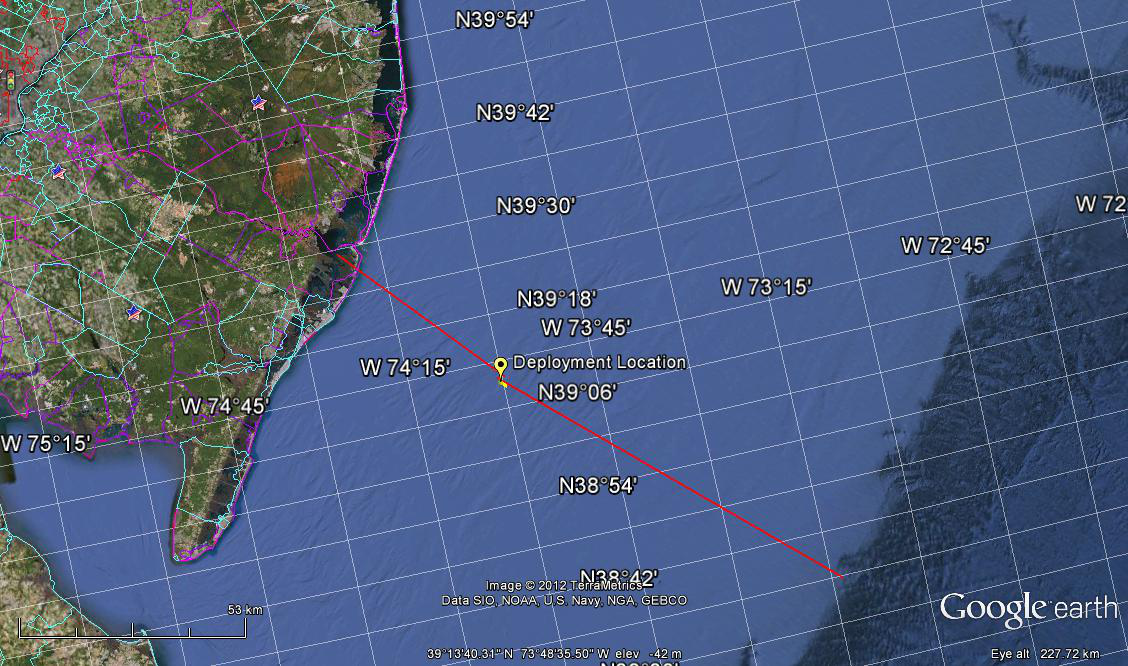 N39°54'
N39°42'
N39°30'
W 72
W 72°45'
W 73°15'
N39°18'
W 73°45'
Deployment Location
W 74°15'
N39°06'
W 74°45'
W 75°15'
N38°54'
N38°42'
Image © 2012 TerraMetrics
Data SIO, NOAA, U.S. Navy, NGA, GEBCO
53 km
Google earth
39°13'40.31" N 73°48'35.50" W elev -42 m
Eye alt 227.72 km